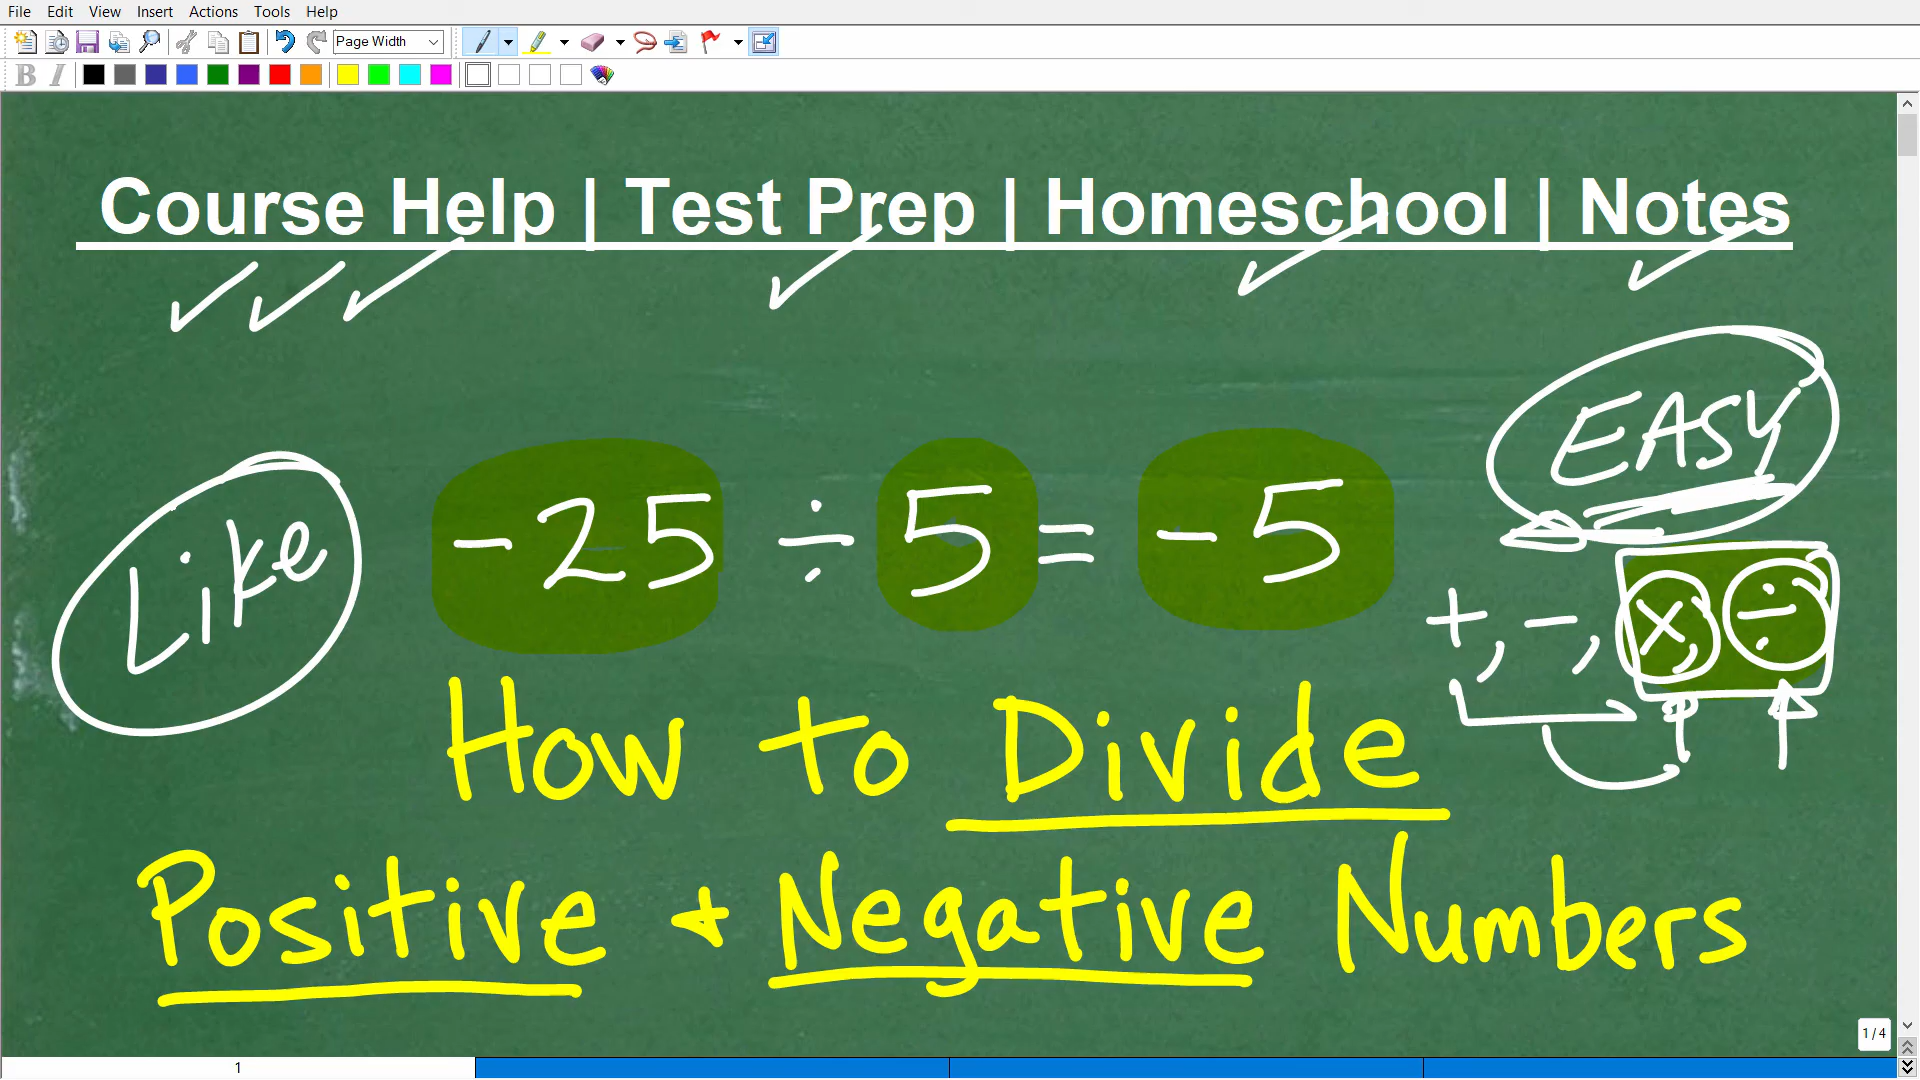 File Edit View Insert Actions Tools Help
Page Width
B I
Course Help | Test Prep | Homeschool | Notes
EASY
Like
-25 ÷ 5 = -5
+, -, x, ÷
How to Divide
Positive + Negative Numbers
1 / 4
1